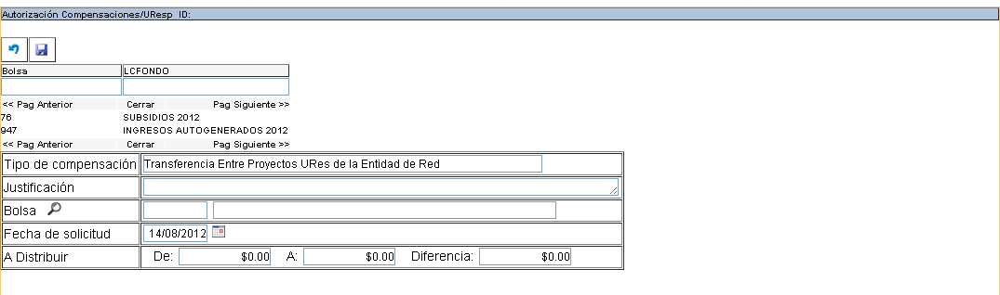 Autorización Compensaciones/UResp ID:
Bolsa LCFONDO
<< Pag Anterior Cerrar Pag Siguiente >>
76 SUBSIDIOS 2012
947 INGRESOS AUTOGENERADOS 2012
<< Pag Anterior Cerrar Pag Siguiente >>
Tipo de compensación Transferencia Entre Proyectos URes de la Entidad de Red
Justificación
Bolsa
Fecha de solicitud 14/08/2012
A Distribuir De: $0.00 A: $0.00 Diferencia: $0.00